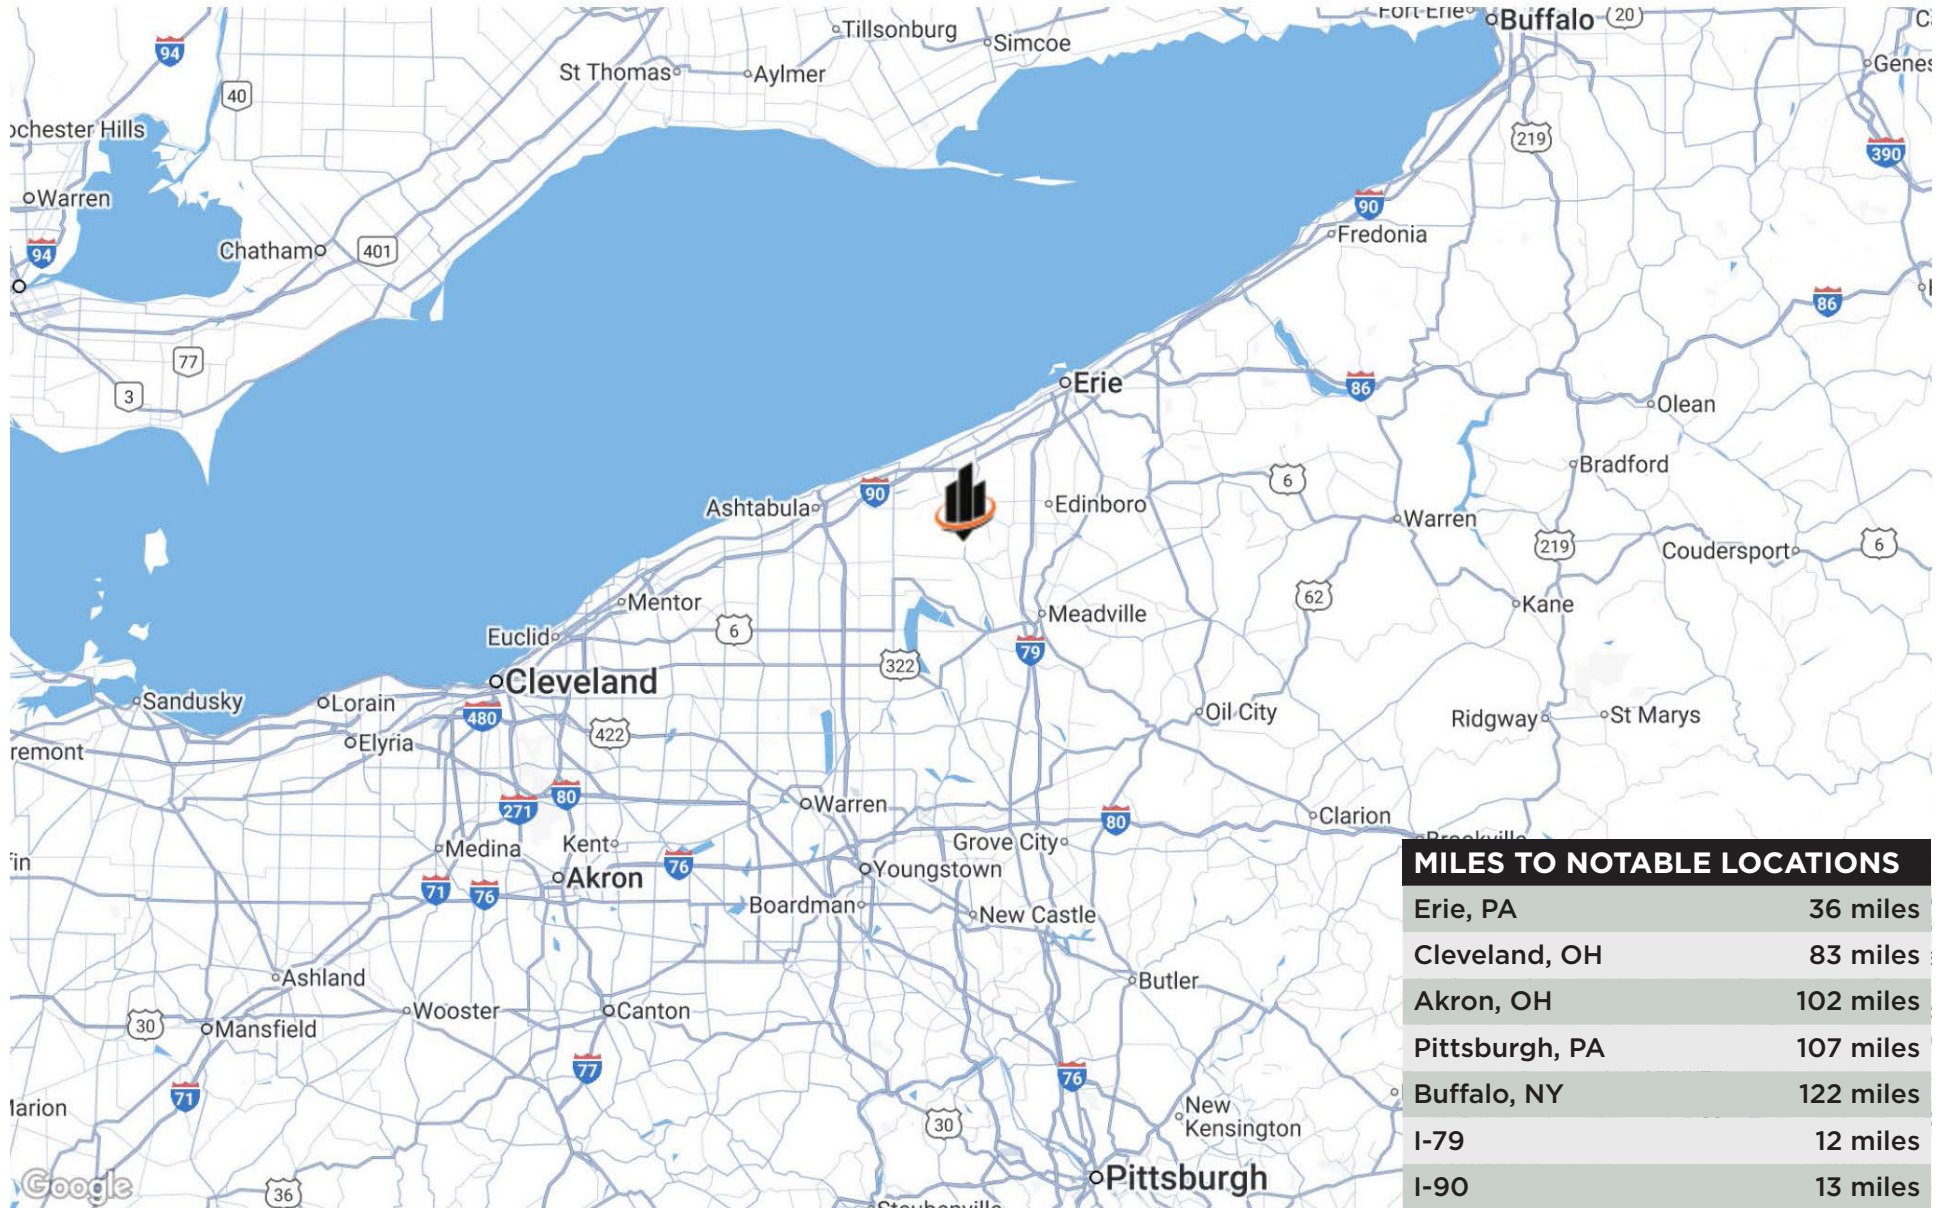 Tillsonburg
Simcoe
Fort Erie
Buffalo
20
94
St Thomas
Aylmer
Genes
40
ochester Hills
219
390
Warren
90
Fredonia
Chatham
401
94
86
77
3
Erie
86
Olean
Bradford
6
90
Ashtabula
Edinboro
Warren
219
Coudersport
6
62
Mentor
Kane
Euclid
6
Meadville
79
322
Cleveland
Sandusky
Lorain
480
Oil City
Ridgway
St Marys
422
Elyria
remont
80
271
Warren
80
Clarion
Brookville
Medina
Kent
Grove City
fin
76
Youngstown
Akron
71
76
Boardman
New Castle
Ashland
Butler
Wooster
Canton
30
Mansfield
77
76
71
larion
New
Kensington
30
Pittsburgh
Google
36
Steubenville
MILES TO NOTABLE LOCATIONS
Erie, PA 36 miles
Cleveland, OH 83 miles
Akron, OH 102 miles
Pittsburgh, PA 107 miles
Buffalo, NY 122 miles
I-79 12 miles
I-90 13 miles